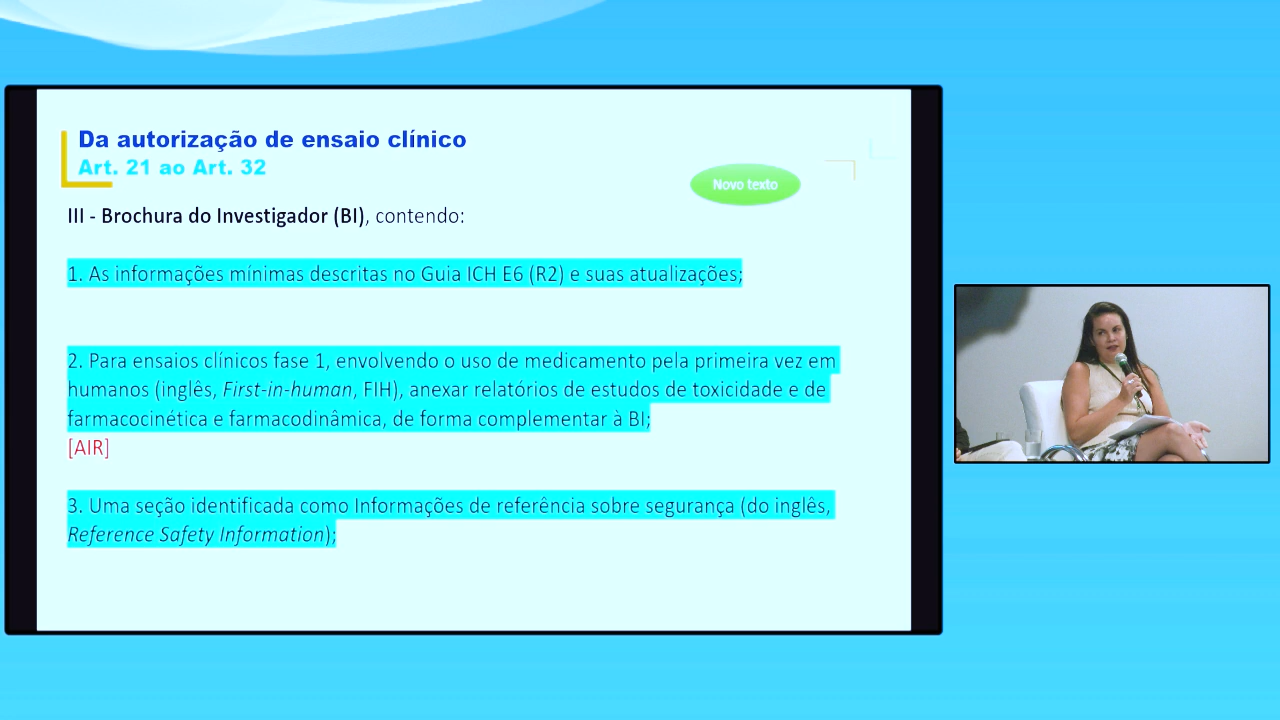 Da autorização de ensaio clínico
Art. 21 ao Art. 32
Novo texto
III - Brochura do Investigador (BI), contendo:
1. As informações mínimas descritas no Guia ICH E6 (R2) e suas atualizações;
2. Para ensaios clínicos fase 1, envolvendo o uso de medicamento pela primeira vez em
humanos (inglês, First-in-human, FIH), anexar relatórios de estudos de toxicidade e de
farmacocinética e farmacodinâmica, de forma complementar à BI;
[AIR]
3. Uma seção identificada como Informações de referência sobre segurança (do inglês,
Reference Safety Information);